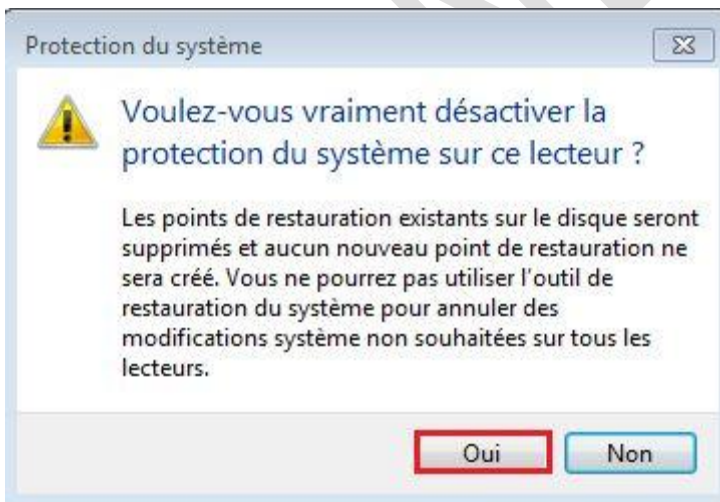 Protection du système
Voulez-vous vraiment désactiver la
protection du système sur ce lecteur ?
Les points de restauration existants sur le disque seront
supprimés et aucun nouveau point de restauration ne
sera créé. Vous ne pourrez pas utiliser l'outil de
restauration du système pour annuler des
modifications système non souhaitées sur tous les
lecteurs.
Oui
Non